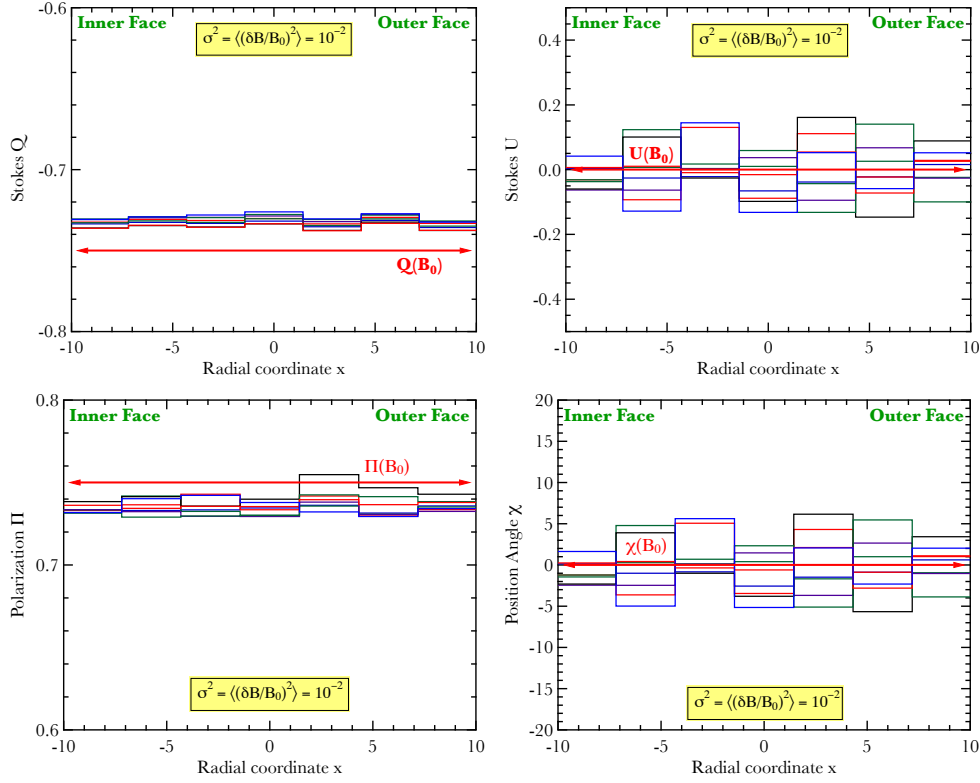 -0.6
-0.7
-0.8
Stokes Q
Inner Face Outer Face
σ² = ⟨(δB/B₀)²⟩ = 10⁻²
Q(B₀)
-10 -5 0 5 10
Radial coordinate x
0.4
0.2
0.0
-0.2
-0.4
Stokes U
Inner Face Outer Face
σ² = ⟨(δB/B₀)²⟩ = 10⁻²
U(B₀)
-10 -5 0 5 10
Radial coordinate x
0.8
0.7
0.6
Polarization Π
Inner Face Outer Face
Π(B₀)
σ² = ⟨(δB/B₀)²⟩ = 10⁻²
-10 -5 0 5 10
Radial coordinate x
20
15
10
5
0
-5
-10
-15
-20
Position Angle χ
Inner Face Outer Face
χ(B₀)
σ² = ⟨(δB/B₀)²⟩ = 10⁻²
-10 -5 0 5 10
Radial coordinate x